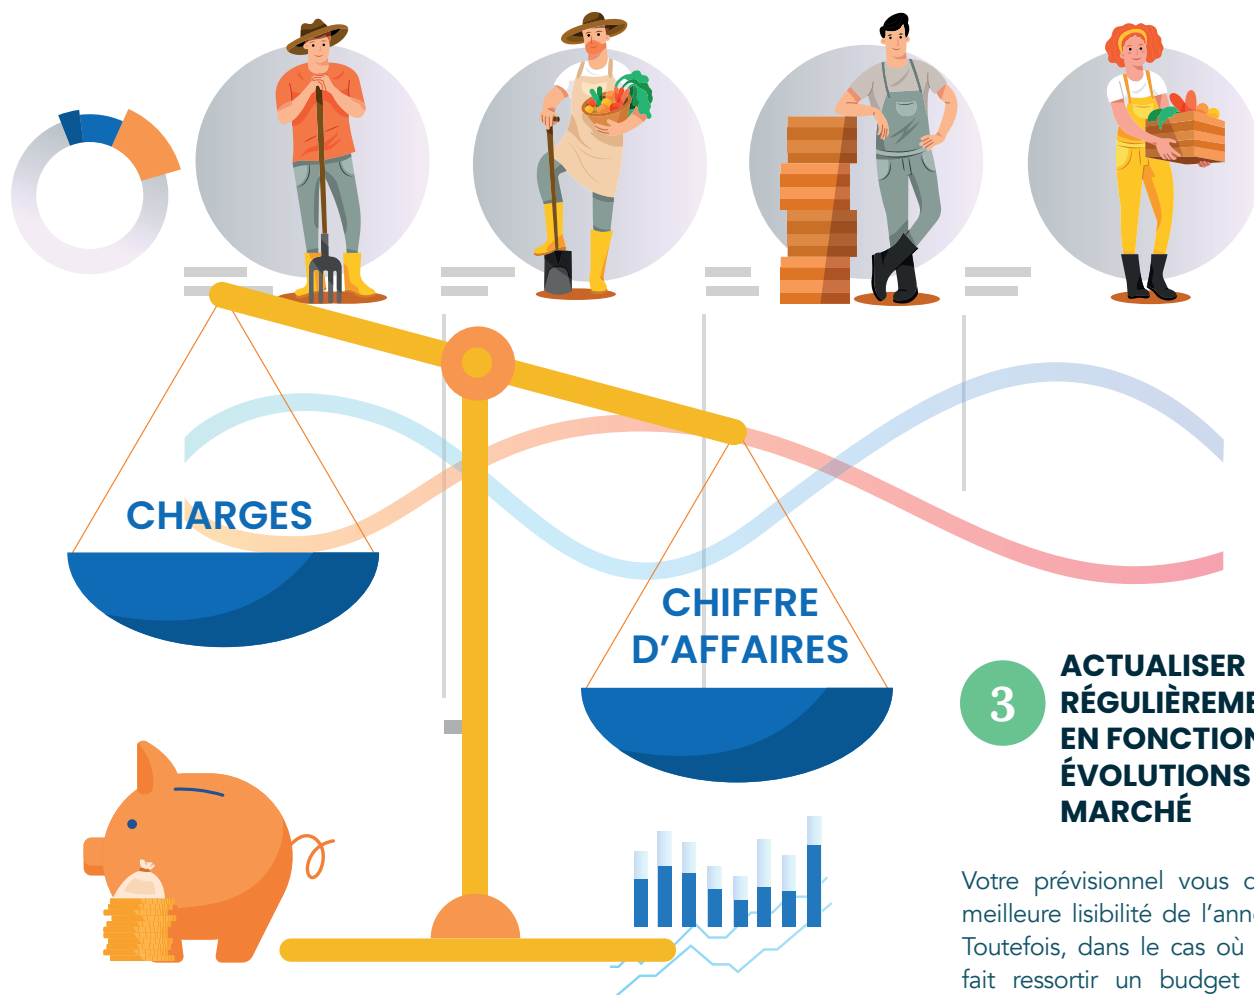 CHARGES
CHIFFRE
D’AFFAIRES
3
ACTUALISER
EN FONCTION
ÉVOLUTIONS
MARCHÉ
Votre prévisionnel vous
meilleure lisibilité de
Toutefois, dans le cas où
fait ressortir un budget